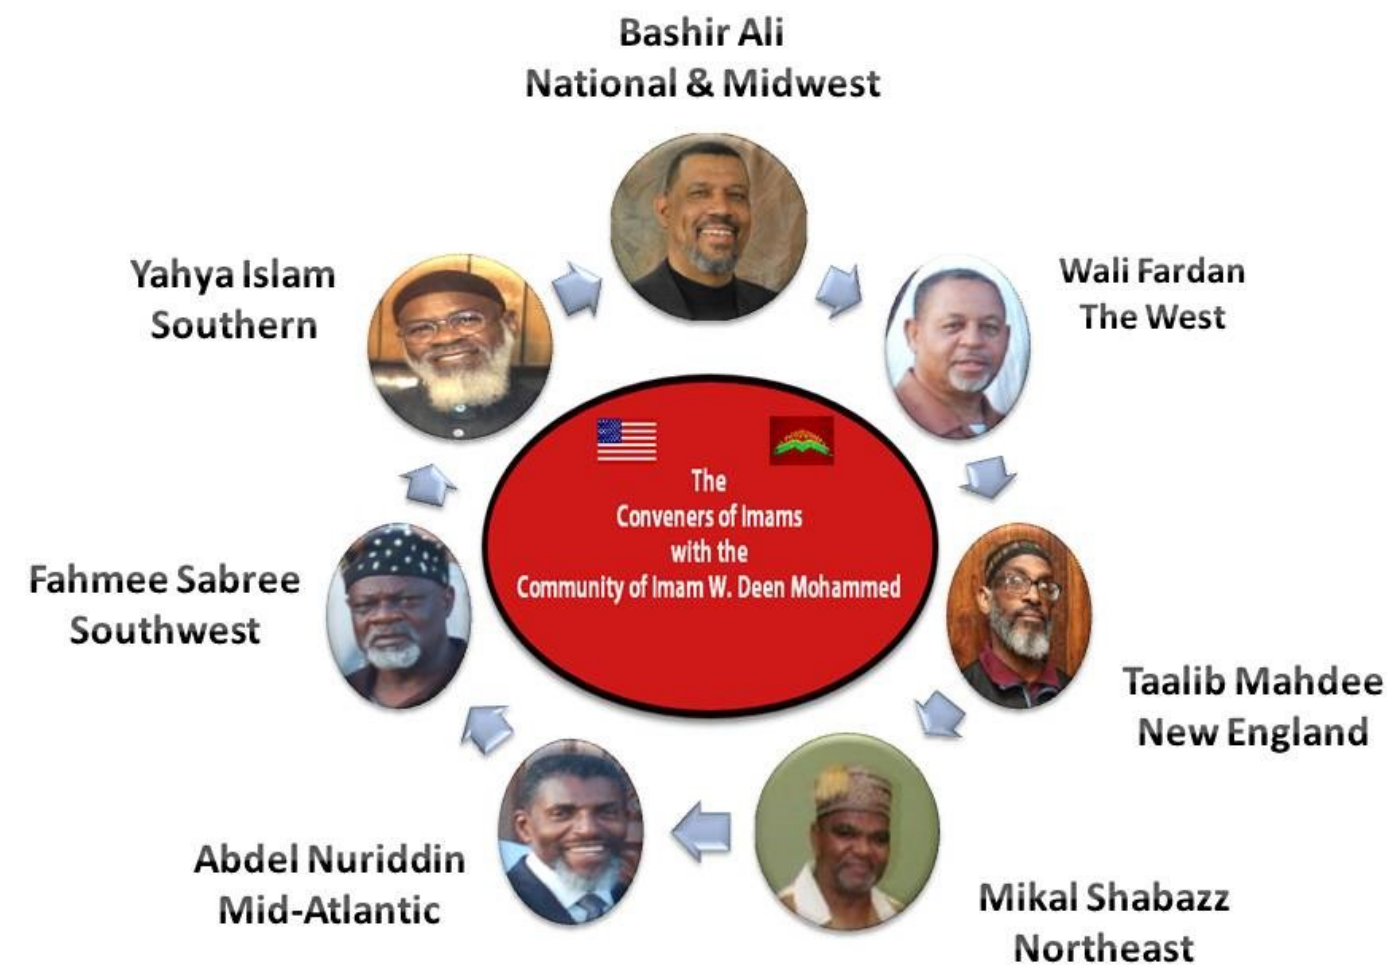 Bashir Ali
National & Midwest
Yahya Islam
Southern
Wali Fardan
The West
The
Conveners of Imams
with the
Community of Imam W. Deen Mohammed
Fahmee Sabree
Southwest
Taalib Mahdee
New England
Abdel Nuriddin
Mid-Atlantic
Mikal Shabazz
Northeast